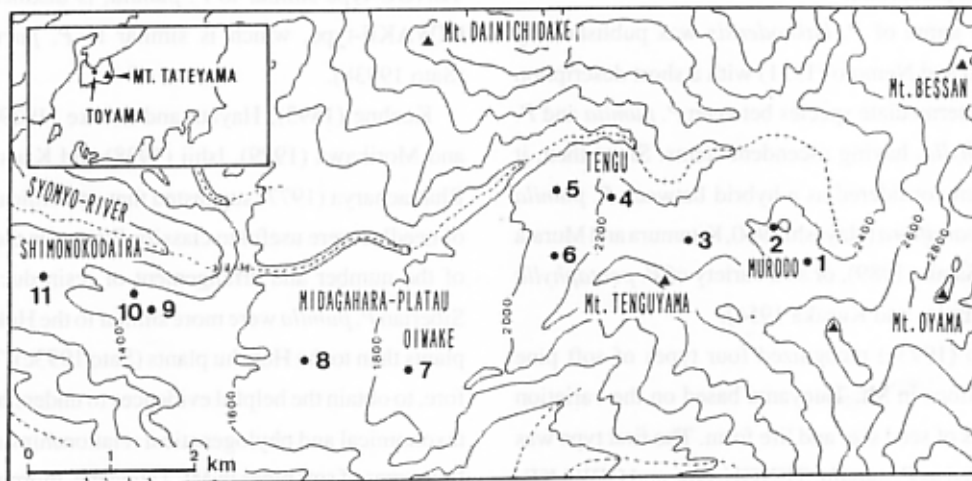 Mt. DAINICHIDAKE
MT. TATEYAMA
TOYAMA
Mt. BESSAN
SYOMYO-RIVER
TENGU
5
4
2200
2400
2600
2800
SHIMONOKODAIRA
6
3
2
1
MURODO
11
10
9
MIDAGAHARA-PLATAU
2000
Mt. TENGUYAMA
Mt. OYAMA
OIWAKE
1400
8
1800
7
1600
0
1
2
Km